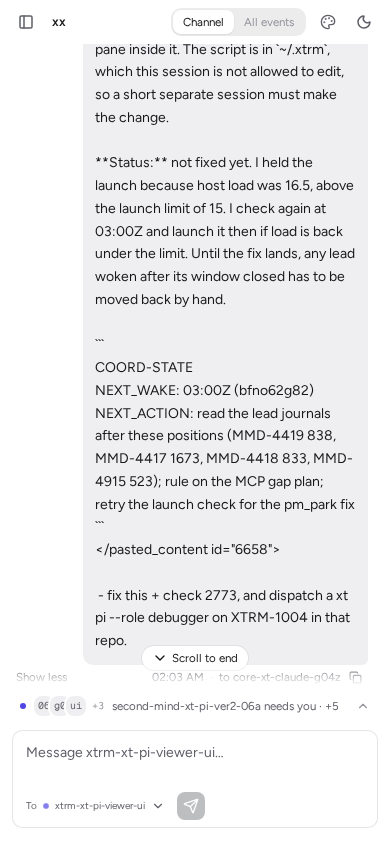 xx
Channel
All events
pane inside it. The script is in `~/.xtrm`,
which this session is not allowed to edit,
so a short separate session must make
the change.
**Status:** not fixed yet. I held the
launch because host load was 16.5, above
the launch limit of 15. I check again at
03:00Z and launch it then if load is back
under the limit. Until the fix lands, any lead
woken after its window closed has to be
moved back by hand.
```
COORD-STATE
NEXT_WAKE: 03:00Z (bfno62g82)
NEXT_ACTION: read the lead journals
after these positions (MMD-4419 838,
MMD-4417 1673, MMD-4418 833, MMD-
4915 523); rule on the MCP gap plan;
retry the launch check for the pm_park fix
```
</pasted_content id="6658">
- fix this + check 2773, and dispatch a xt
pi --role debugger on XTRM-1004 in that
repo.
Scroll to end
Show less
02:03 AM
to core-xt-claude-g04z
ui
+3
second-mind-xt-pi-ver2-06a needs you · +5
Message xtrm-xt-pi-viewer-ui...
To
xtrm-xt-pi-viewer-ui